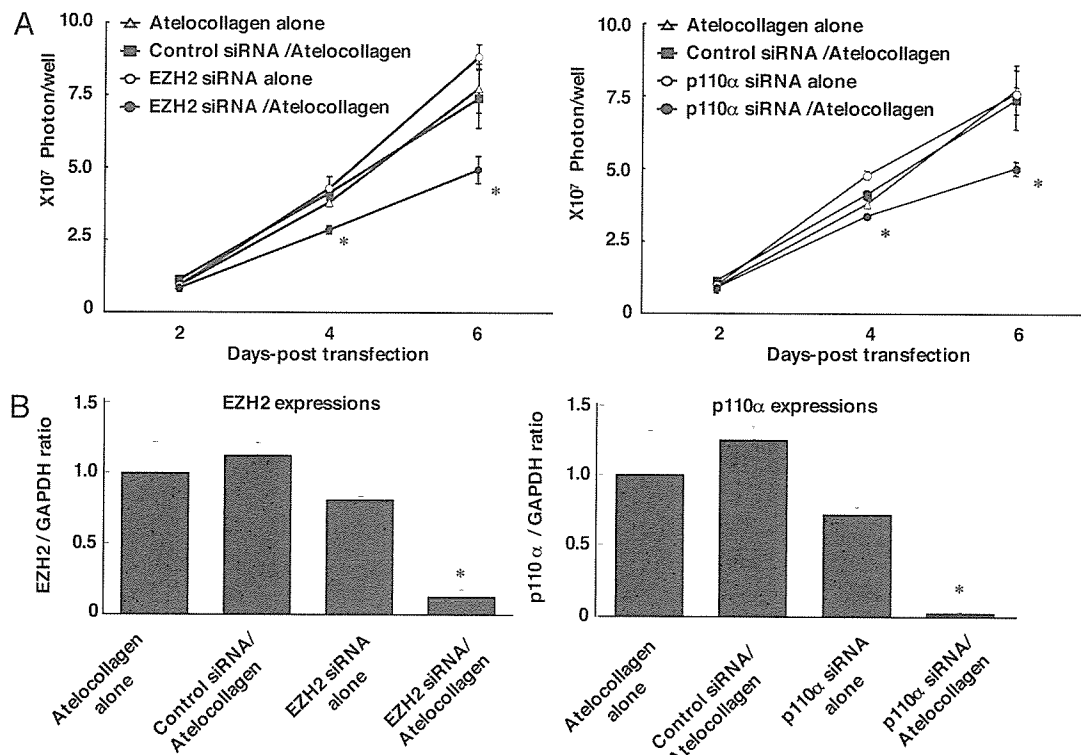 A
10.0
7.5
5.0
2.5
0
X10⁷ Photon/well
Atelocollagen alone
Control siRNA /Atelocollagen
EZH2 siRNA alone
EZH2 siRNA /Atelocollagen
*
*
2
4
6
Days-post transfection
10.0
7.5
5.0
2.5
0
X10⁷ Photon/well
Atelocollagen alone
Control siRNA /Atelocollagen
p110α siRNA alone
p110α siRNA /Atelocollagen
*
*
2
4
6
Days-post transfection
B
EZH2 expressions
1.5
1.0
0.5
0
EZH2 / GAPDH ratio
*
Atelocollagen
alone
Control siRNA/
Atelocollagen
EZH2 siRNA
alone
EZH2 siRNA/
Atelocollagen
p110α expressions
1.5
1.0
0.5
0
p110 α / GAPDH ratio
*
Atelocollagen
alone
Control siRNA/
Atelocollagen
p110α siRNA
alone
p110α siRNA/
Atelocollagen